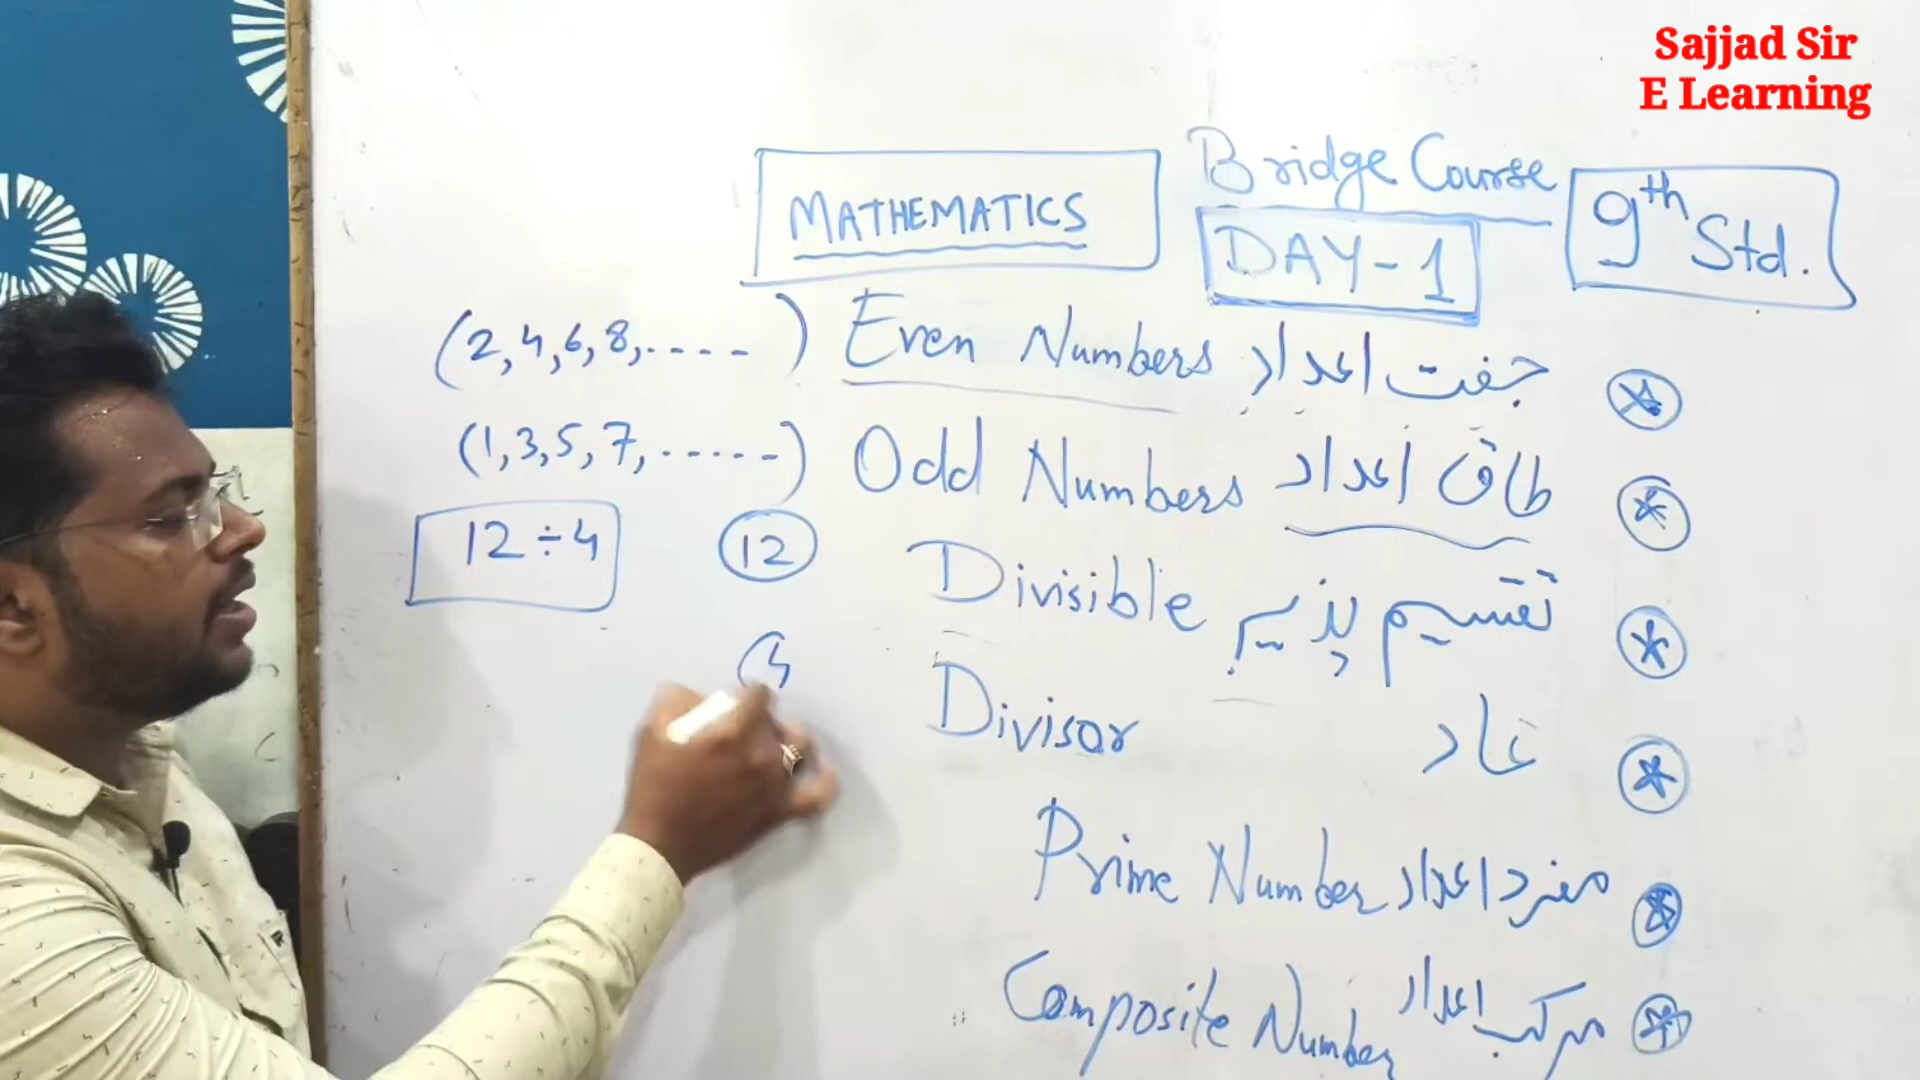 Sajjad Sir
E Learning
MATHEMATICS
Bridge Course
DAY-1
9th Std.
(2,4,6,8,.----) Even Numbers جفت اعداد
(1,3,5,7,.-----) Odd Numbers طاق اعداد
12÷4 12 Divisible تقسیم پذیر
4
Divisor عاد
Prime Number مفرد اعداد
Composite Number مرکب اعداد